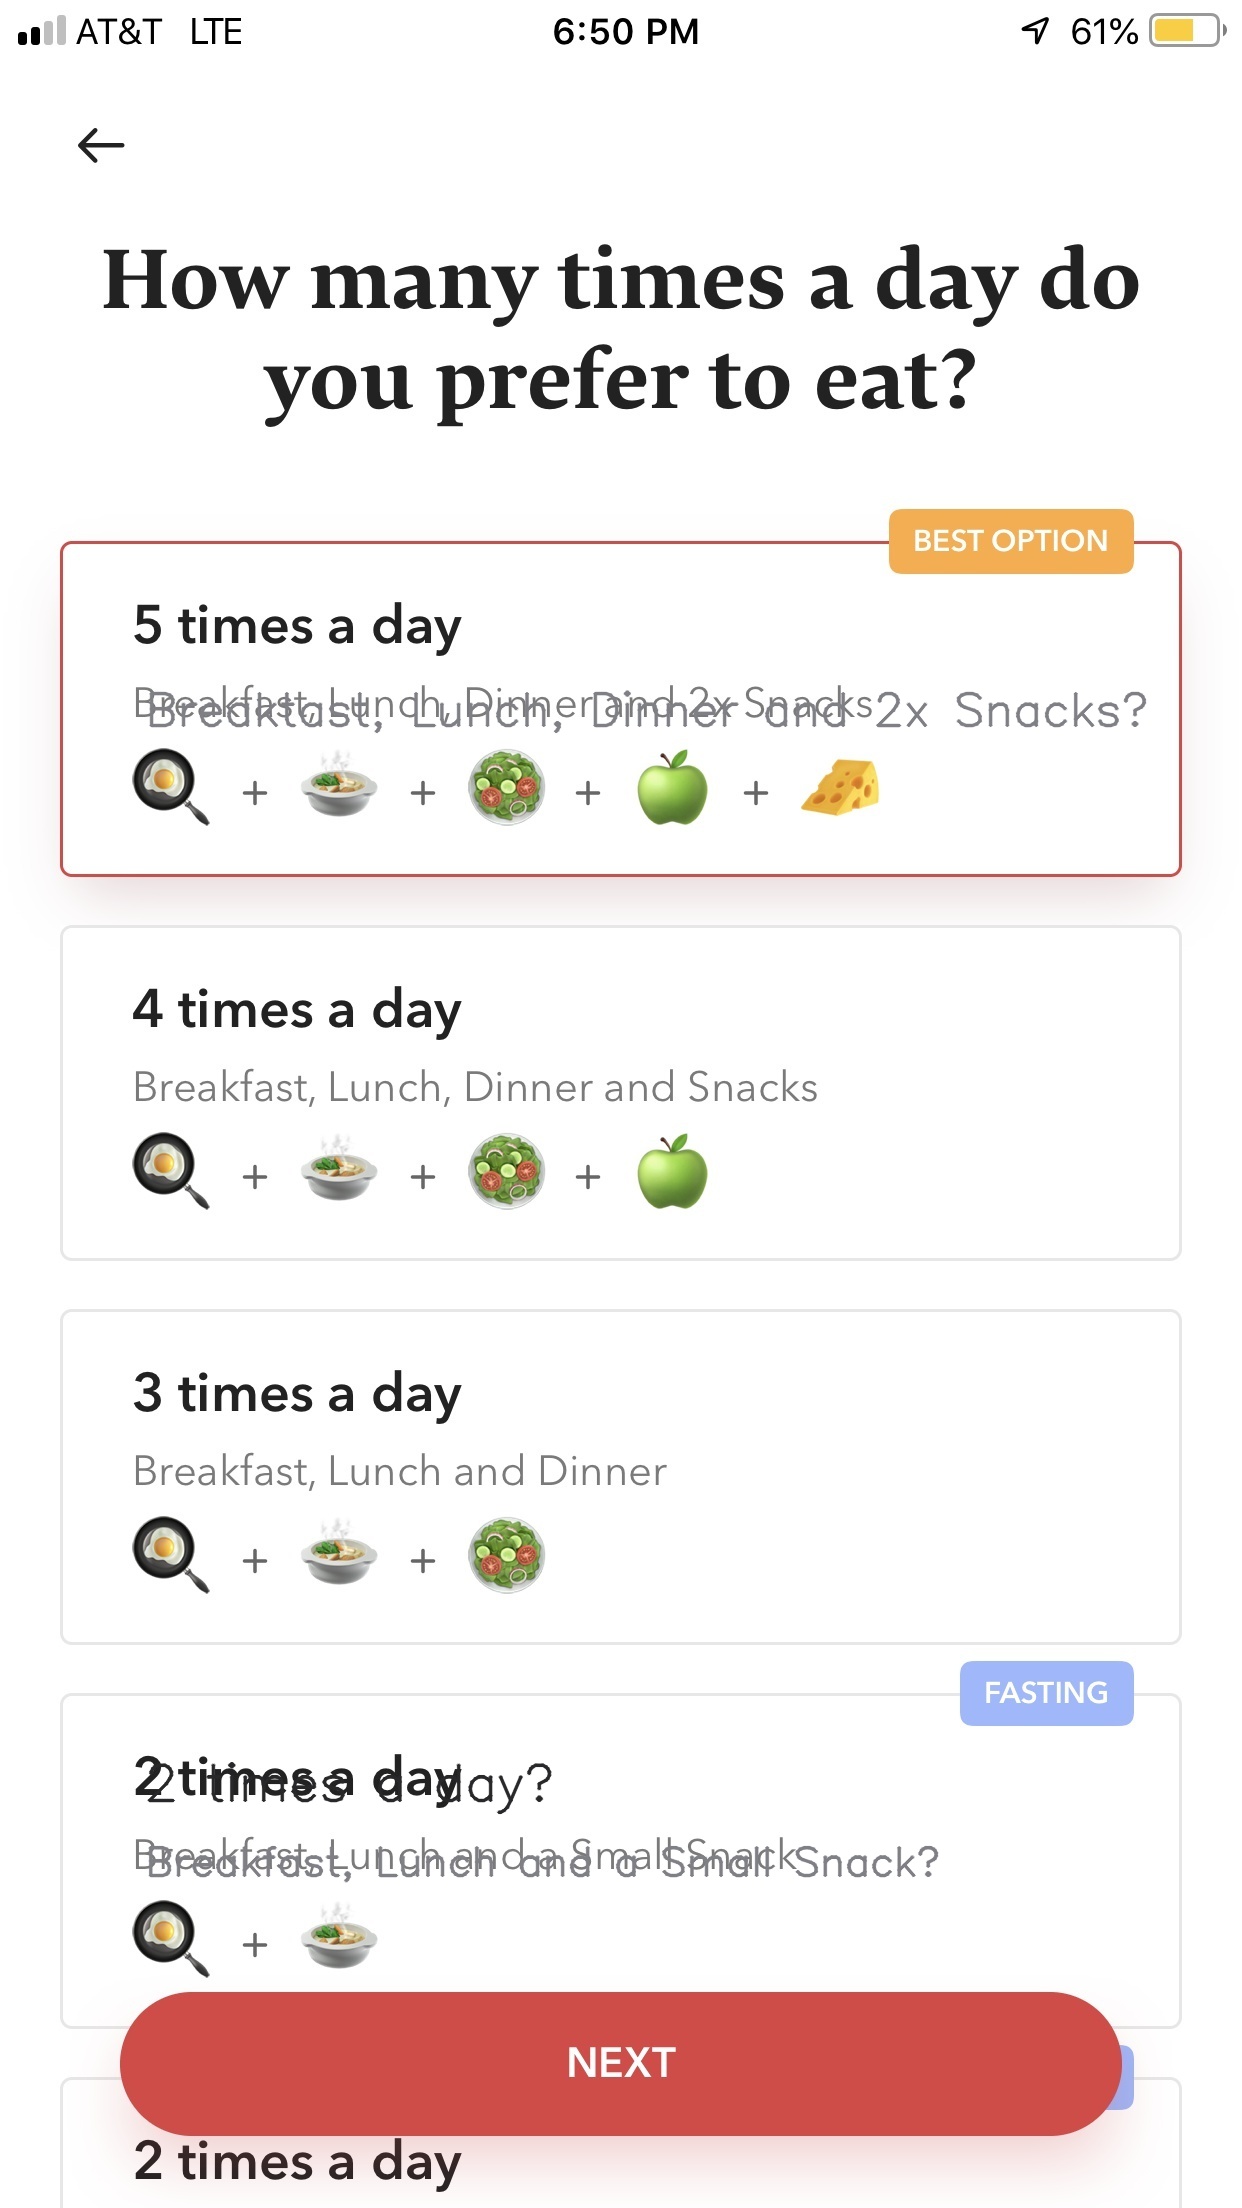 AT&T LTE 6:50 PM 61%
How many times a day do
you prefer to eat?
BEST OPTION
5 times a day
Breakfast, Lunch, Dinner and 2x Snacks
Breakfast, Lunch, Dinner and 2x Snacks?
+ + + +
4 times a day
Breakfast, Lunch, Dinner and Snacks
+ + +
3 times a day
Breakfast, Lunch and Dinner
+ +
FASTING
2 times a day
2 times a day?
Breakfast, Lunch and a Small Snack
Breakfast, Lunch and a Small Snack?
+
NEXT
2 times a day